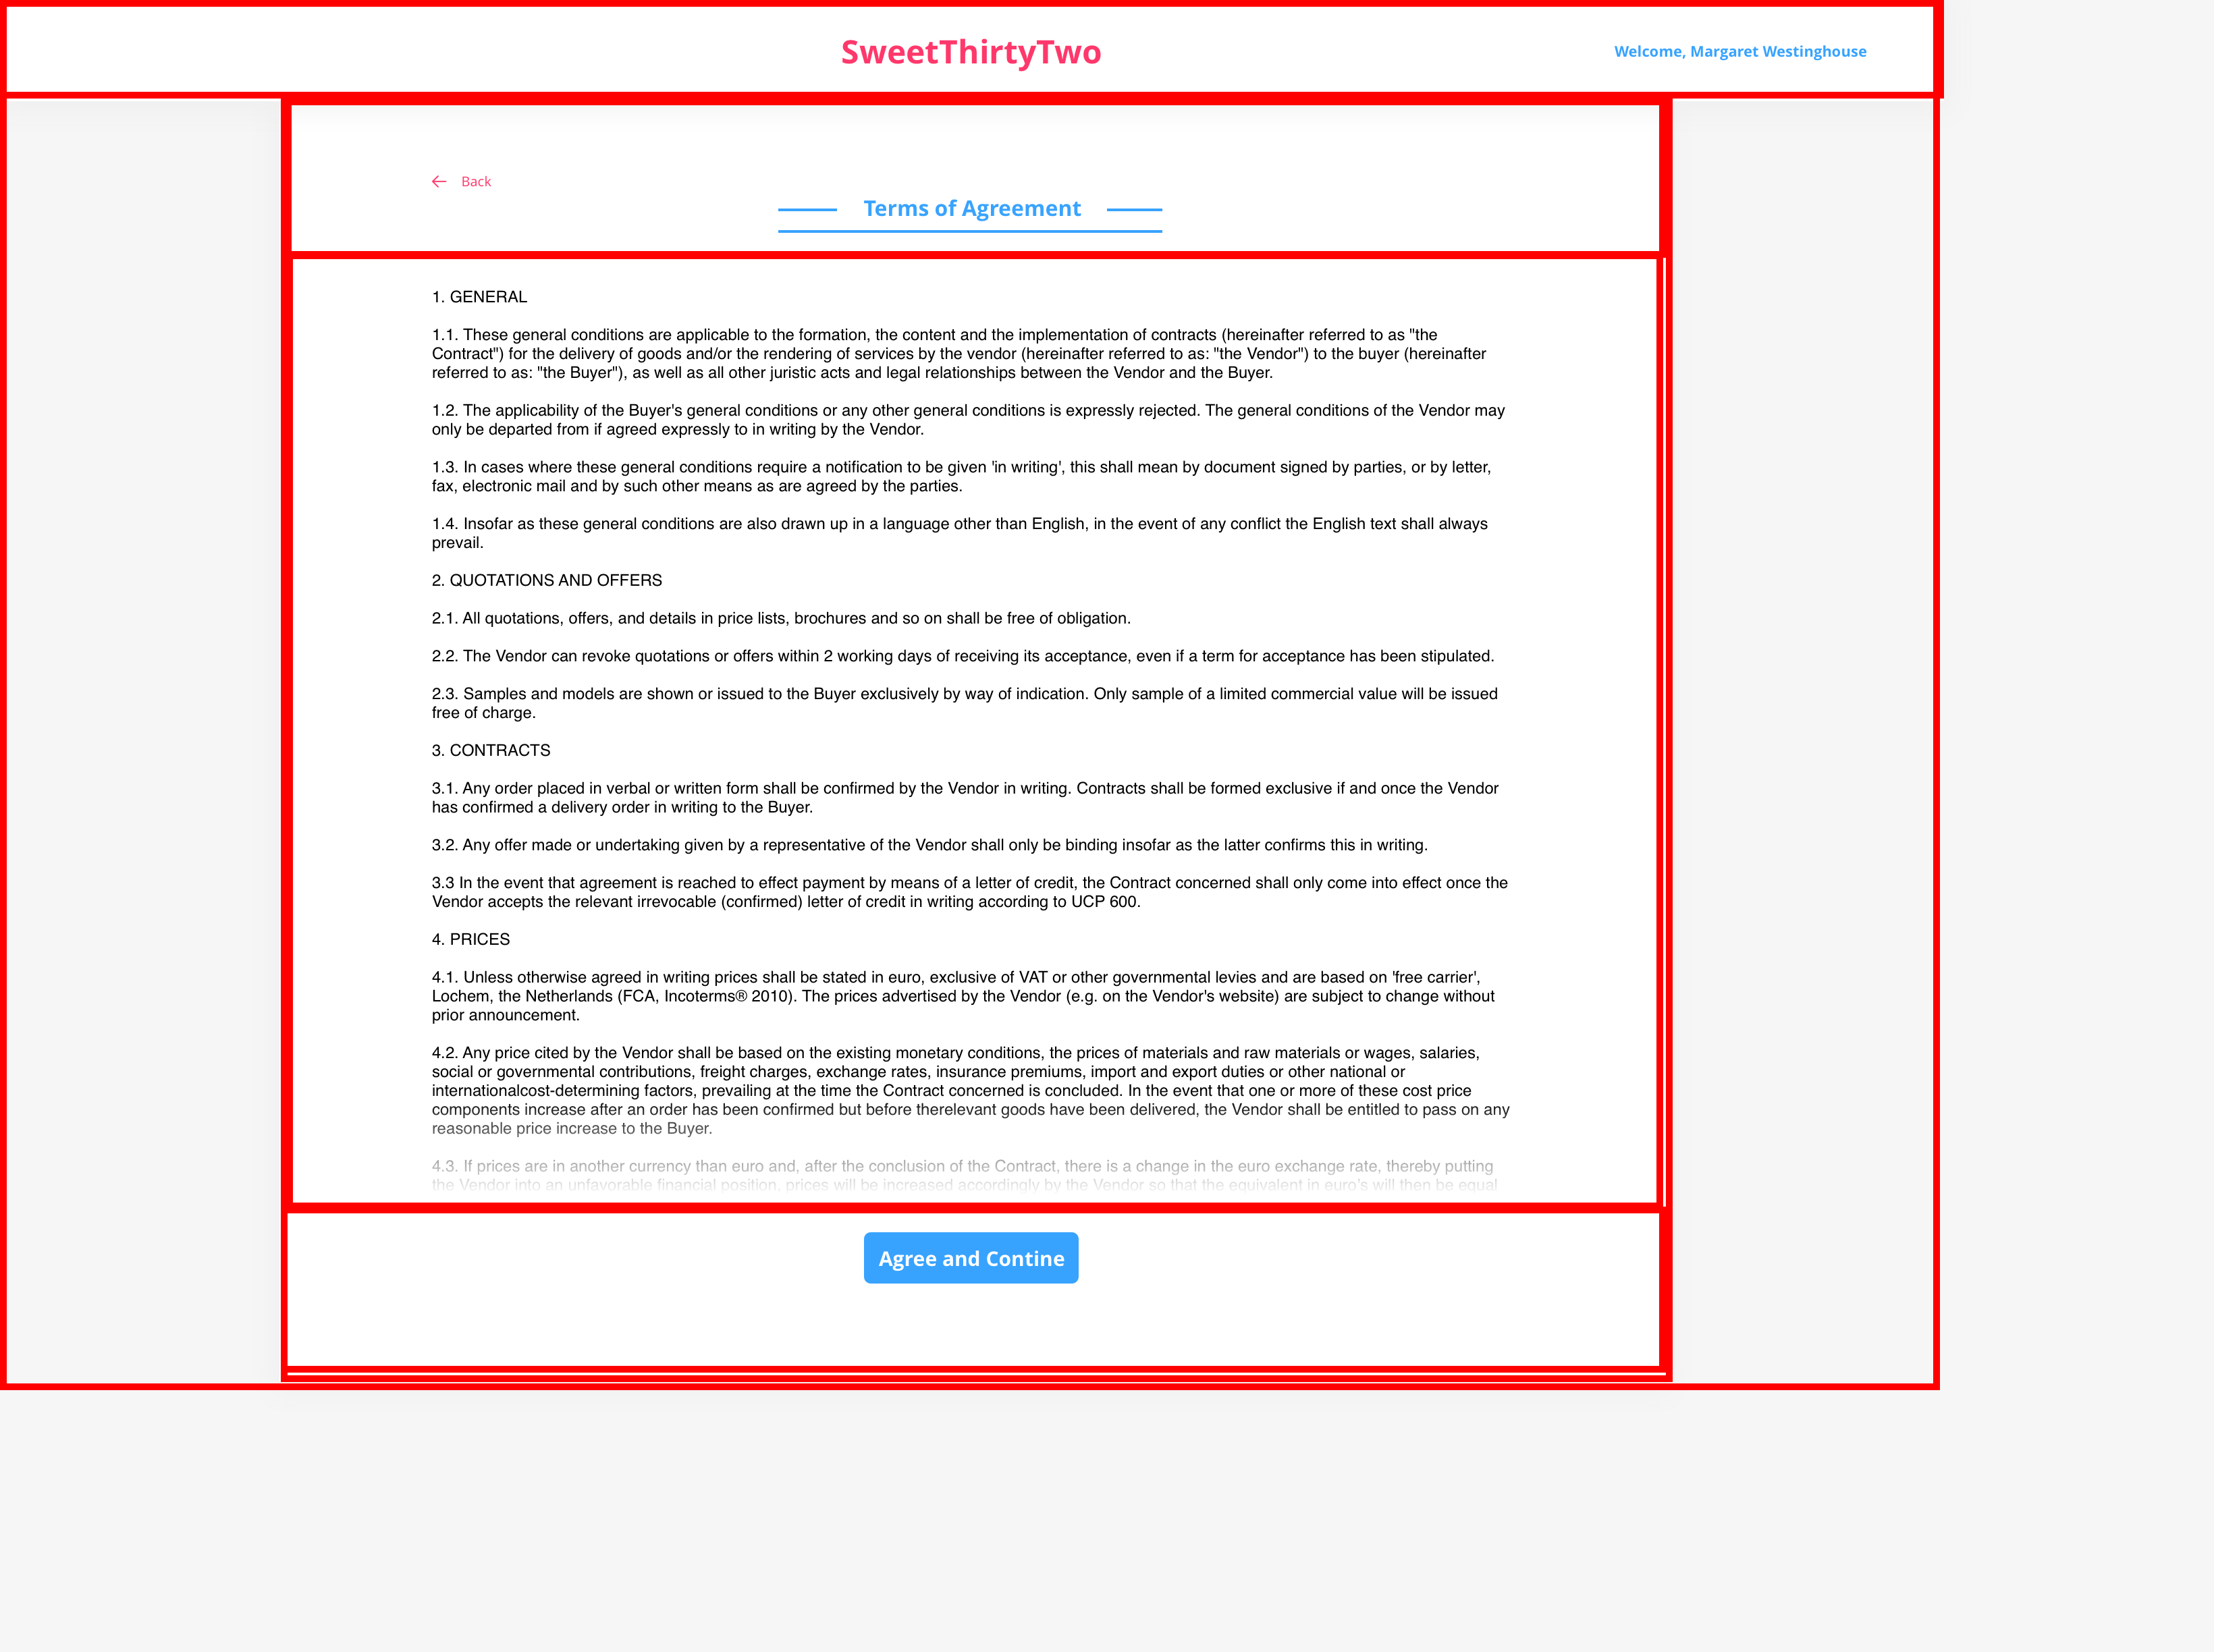 SweetThirtyTwo
Welcome, Margaret Westinghouse
Back
Terms of Agreement
1. GENERAL
1.1. These general conditions are applicable to the formation, the content and the implementation of contracts (hereinafter referred to as "the
Contract") for the delivery of goods and/or the rendering of services by the vendor (hereinafter referred to as: "the Vendor") to the buyer (hereinafter
referred to as: "the Buyer"), as well as all other juristic acts and legal relationships between the Vendor and the Buyer.
1.2. The applicability of the Buyer's general conditions or any other general conditions is expressly rejected. The general conditions of the Vendor may
only be departed from if agreed expressly to in writing by the Vendor.
1.3. In cases where these general conditions require a notification to be given 'in writing', this shall mean by document signed by parties, or by letter,
fax, electronic mail and by such other means as are agreed by the parties.
1.4. Insofar as these general conditions are also drawn up in a language other than English, in the event of any conflict the English text shall always
prevail.
2. QUOTATIONS AND OFFERS
2.1. All quotations, offers, and details in price lists, brochures and so on shall be free of obligation.
2.2. The Vendor can revoke quotations or offers within 2 working days of receiving its acceptance, even if a term for acceptance has been stipulated.
2.3. Samples and models are shown or issued to the Buyer exclusively by way of indication. Only sample of a limited commercial value will be issued
free of charge.
3. CONTRACTS
3.1. Any order placed in verbal or written form shall be confirmed by the Vendor in writing. Contracts shall be formed exclusive if and once the Vendor
has confirmed a delivery order in writing to the Buyer.
3.2. Any offer made or undertaking given by a representative of the Vendor shall only be binding insofar as the latter confirms this in writing.
3.3 In the event that agreement is reached to effect payment by means of a letter of credit, the Contract concerned shall only come into effect once the
Vendor accepts the relevant irrevocable (confirmed) letter of credit in writing according to UCP 600.
4. PRICES
4.1. Unless otherwise agreed in writing prices shall be stated in euro, exclusive of VAT or other governmental levies and are based on 'free carrier',
Lochem, the Netherlands (FCA, Incoterms® 2010). The prices advertised by the Vendor (e.g. on the Vendor's website) are subject to change without
prior announcement.
4.2. Any price cited by the Vendor shall be based on the existing monetary conditions, the prices of materials and raw materials or wages, salaries,
social or governmental contributions, freight charges, exchange rates, insurance premiums, import and export duties or other national or
internationalcost-determining factors, prevailing at the time the Contract concerned is concluded. In the event that one or more of these cost price
components increase after an order has been confirmed but before therelevant goods have been delivered, the Vendor shall be entitled to pass on any
reasonable price increase to the Buyer.
4.3. If prices are in another currency than euro and, after the conclusion of the Contract, there is a change in the euro exchange rate, thereby putting
the Vendor into an unfavorable financial position, prices will be increased accordingly by the Vendor so that the equivalent in euro's will then be equal
Agree and Contine